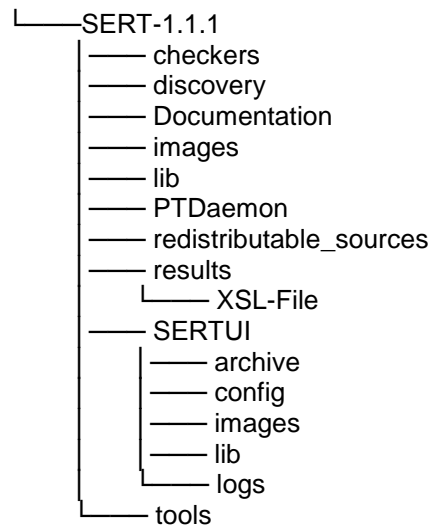 SERT-1.1.1
checkers
discovery
Documentation
images
lib
PTDaemon
redistributable_sources
results
XSL-File
SERTUI
archive
config
images
lib
logs
tools